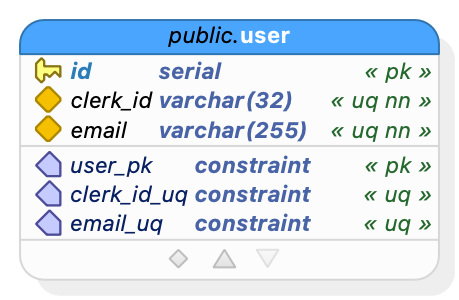 public.user
id serial « pk »
clerk_id varchar(32) « uq nn »
email varchar(255) « uq nn »
user_pk constraint « pk »
clerk_id_uq constraint « uq »
email_uq constraint « uq »